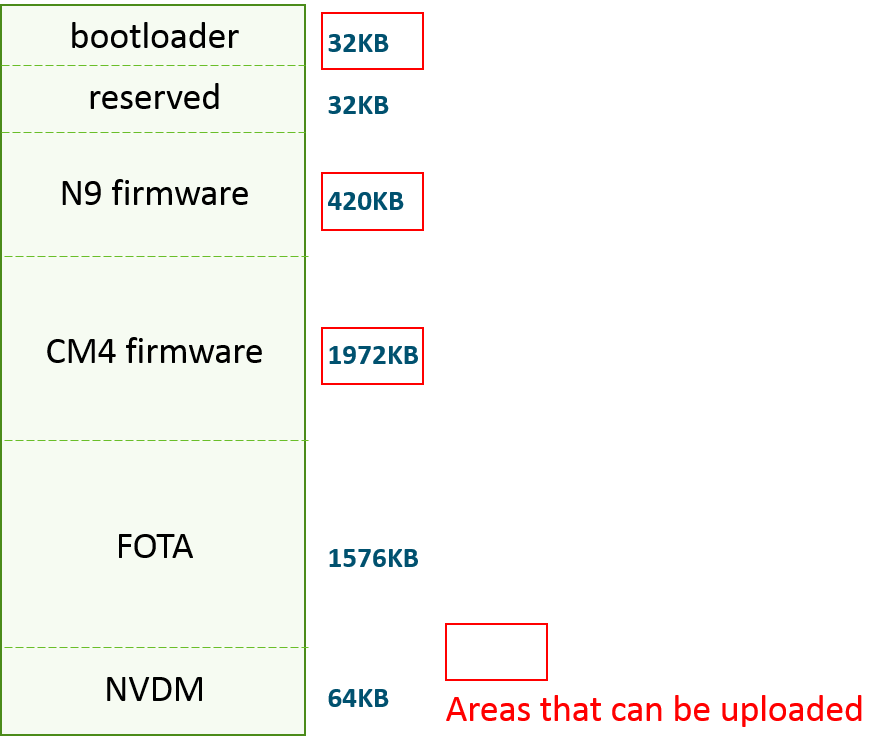 bootloader 32KB
reserved 32KB
N9 firmware 420KB
CM4 firmware 1972KB
FOTA 1576KB
NVDM 64KB
Areas that can be uploaded